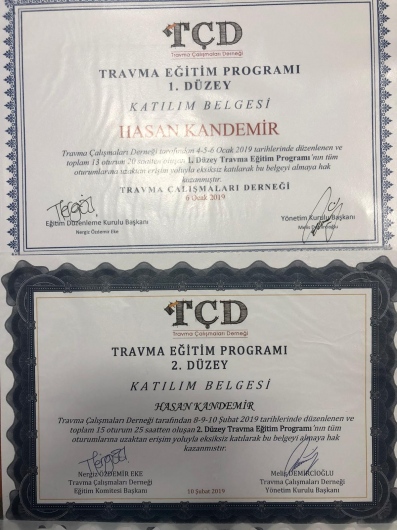 TÇD
Travma Çalışmaları Derneği
TRAVMA EĞİTİM PROGRAMI
1. DÜZEY
KATILIM BELGESİ
HASAN KANDEMİR
Travma Çalışmaları Derneği tarafından 4-5-6 Ocak 2019 tarihlerinde düzenlenen ve
toplam 13 oturum 20 saatten oluşan 1. Düzey Travma Eğitim Programı'nın tüm
oturumlarına uzaktan erişim yoluyla eksiksiz katılarak bu belgeyi almaya hak
kazanmıştır.
TRAVMA ÇALIŞMALARI DERNEĞİ
6 Ocak 2019
Eğitim Düzenleme Kurulu Başkanı
Nergiz Özdemir Eke
Yönetim Kurulu Başkanı
Melis Demircioğlu
TÇD
Travma Çalışmaları Derneği
TRAVMA EĞİTİM PROGRAMI
2. DÜZEY
KATILIM BELGESİ
HASAN KANDEMİR
Travma Çalışmaları Derneği tarafından 8-9-10 Şubat 2019 tarihlerinde düzenlenen ve
toplam 15 oturum 25 saatten oluşan 2. Düzey Travma Eğitim Programı'nın tüm
oturumlarına uzaktan erişim yoluyla eksiksiz katılarak bu belgeyi almaya hak
kazanmıştır.
Nergiz ÖZDEMİR EKE
Travma Çalışmaları Derneği
Eğitim Komitesi Başkanı
10 Şubat 2019
Melis DEMİRCİOĞLU
Travma Çalışmaları Derneği
Yönetim Kurulu Başkanı